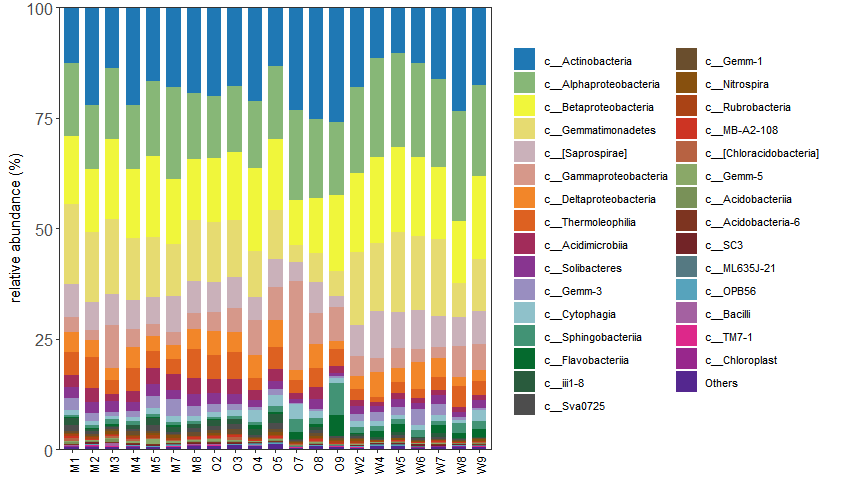 relative abundance (%)
100
75
50
25
0
M1 M2 M3 M4 M5 M7 M8 O2 O3 O4 O5 O7 O8 O9 W2 W4 W5 W6 W7 W8 W9
c__Actinobacteria
c__Alphaproteobacteria
c__Betaproteobacteria
c__Gemmatimonadetes
c__[Saprospirae]
c__Gammaproteobacteria
c__Deltaproteobacteria
c__Thermoleophilia
c__Acidimicrobiia
c__Solibacteres
c__Gemm-3
c__Cytophagia
c__Sphingobacteriia
c__Flavobacteriia
c__iii1-8
c__Sva0725
c__Gemm-1
c__Nitrospira
c__Rubrobacteria
c__MB-A2-108
c__[Chloracidobacteria]
c__Gemm-5
c__Acidobacteriia
c__Acidobacteria-6
c__SC3
c__ML635J-21
c__OPB56
c__Bacilli
c__TM7-1
c__Chloroplast
Others